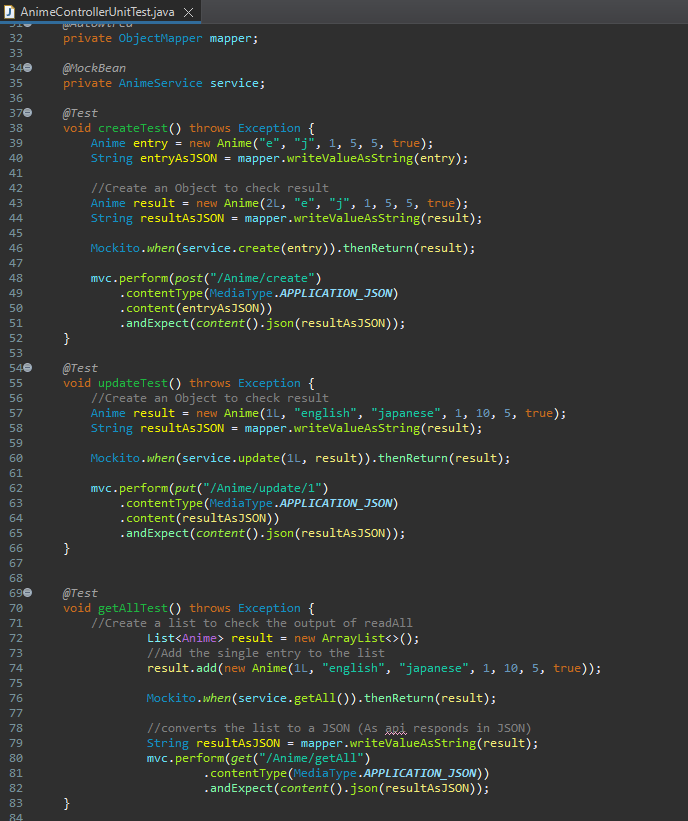 AnimeControllerUnitTest.java
31 @Autowired
32 private ObjectMapper mapper;
33
34 @MockBean
35 private AnimeService service;
36
37 @Test
38 void createTest() throws Exception {
39 Anime entry = new Anime("e", "j", 1, 5, 5, true);
40 String entryAsJSON = mapper.writeValueAsString(entry);
41
42 //Create an Object to check result
43 Anime result = new Anime(2L, "e", "j", 1, 5, 5, true);
44 String resultAsJSON = mapper.writeValueAsString(result);
45
46 Mockito.when(service.create(entry)).thenReturn(result);
47
48 mvc.perform(post("/Anime/create")
49 .contentType(MediaType.APPLICATION_JSON)
50 .content(entryAsJSON))
51 .andExpect(content().json(resultAsJSON));
52 }
53
54 @Test
55 void updateTest() throws Exception {
56 //Create an Object to check result
57 Anime result = new Anime(1L, "english", "japanese", 1, 10, 5, true);
58 String resultAsJSON = mapper.writeValueAsString(result);
59
60 Mockito.when(service.update(1L, result)).thenReturn(result);
61
62 mvc.perform(put("/Anime/update/1")
63 .contentType(MediaType.APPLICATION_JSON)
64 .content(resultAsJSON))
65 .andExpect(content().json(resultAsJSON));
66 }
67
68
69 @Test
70 void getAllTest() throws Exception {
71 //Create a list to check the output of readAll
72 List<Anime> result = new ArrayList<>();
73 //Add the single entry to the list
74 result.add(new Anime(1L, "english", "japanese", 1, 10, 5, true));
75
76 Mockito.when(service.getAll()).thenReturn(result);
77
78 //converts the list to a JSON (As api responds in JSON)
79 String resultAsJSON = mapper.writeValueAsString(result);
80 mvc.perform(get("/Anime/getAll")
81 .contentType(MediaType.APPLICATION_JSON))
82 .andExpect(content().json(resultAsJSON));
83 }
84